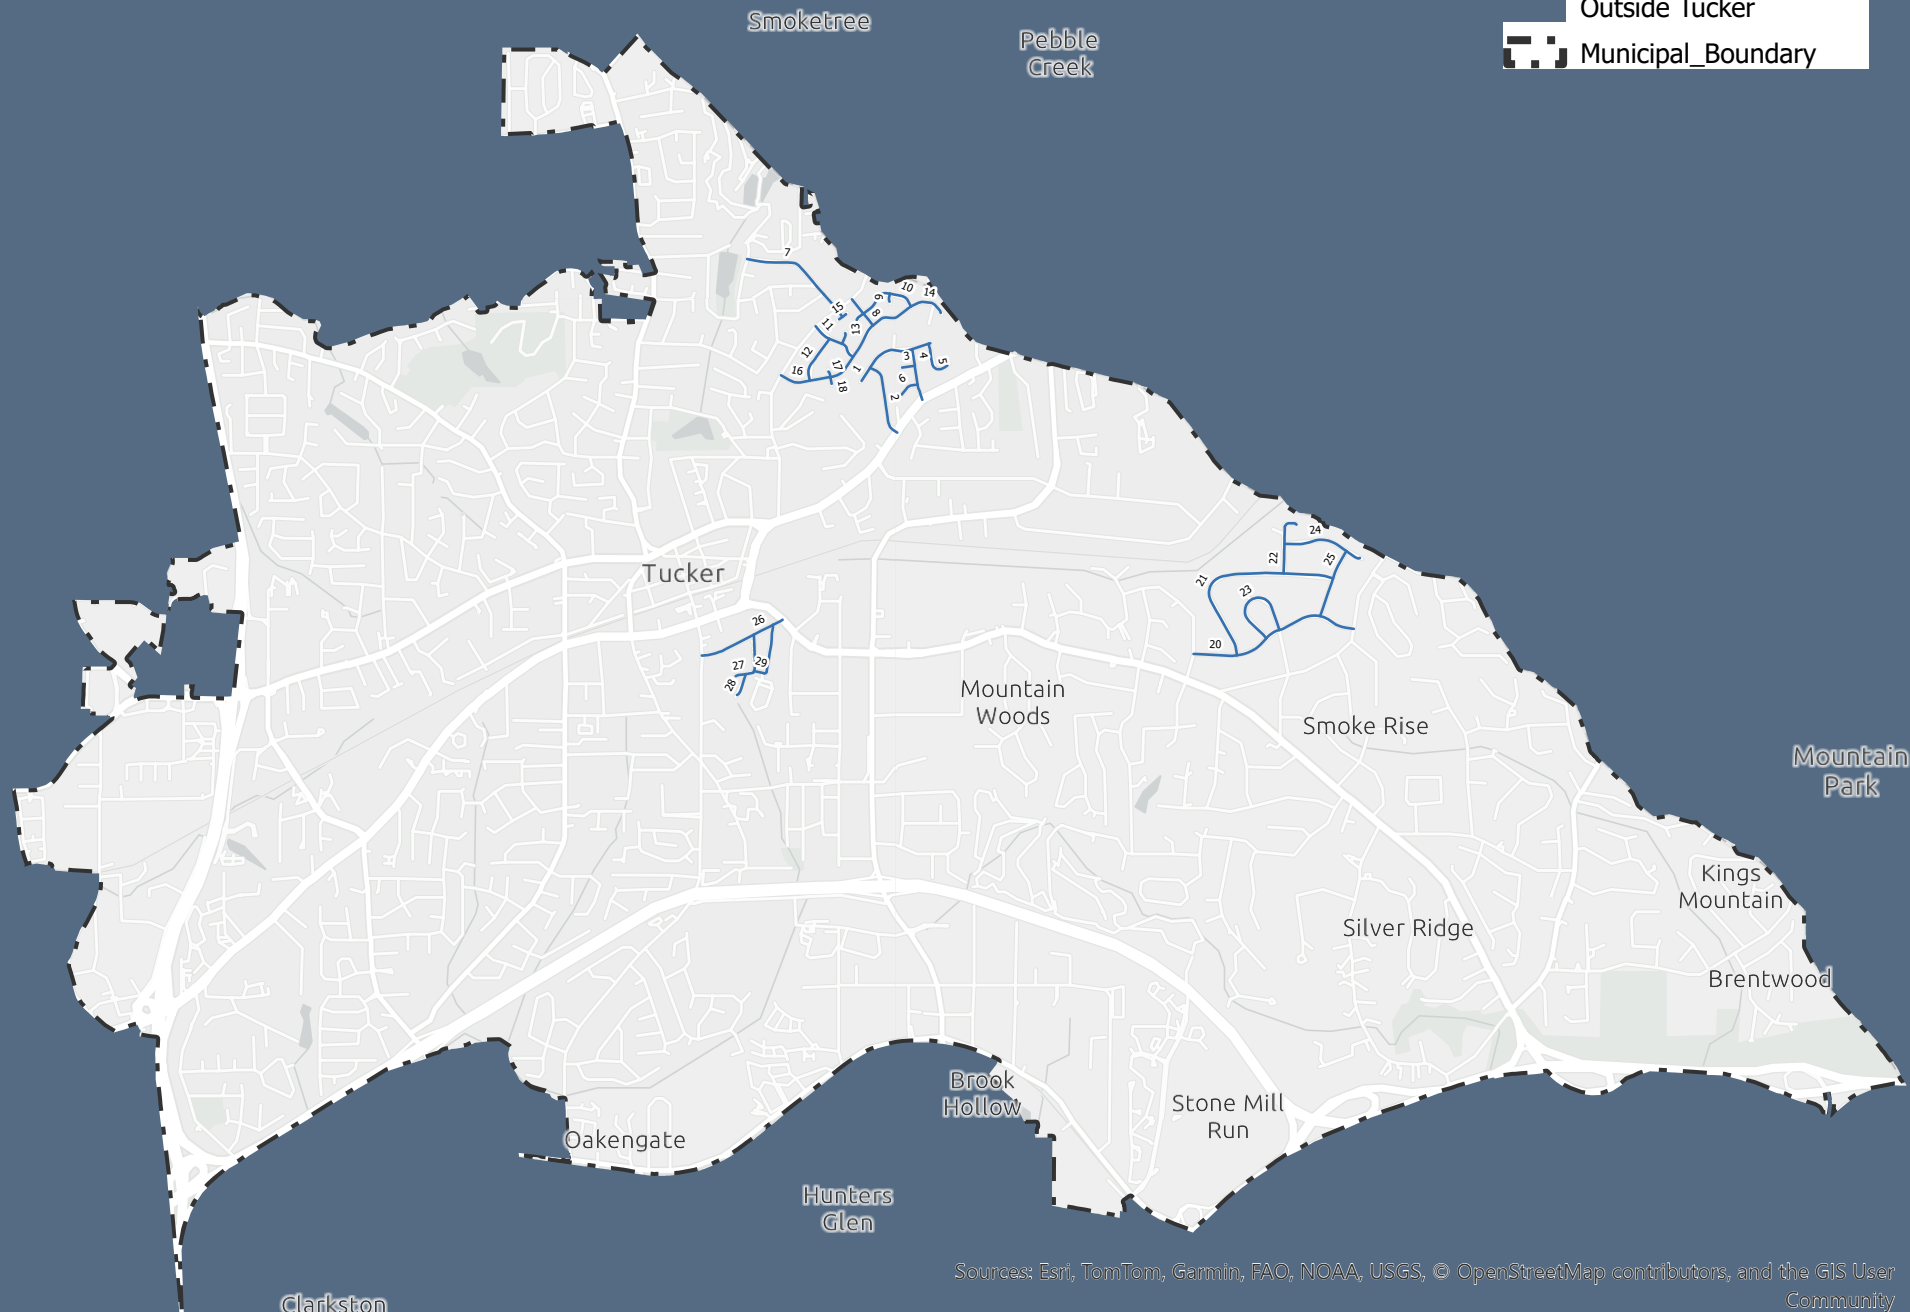 Outside Tucker
Municipal_Boundary
Smoketree
Pebble
Creek
7
10
14
9
15
8
11
13
12
3
4
5
17
1
16
6
18
2
24
22
25
21
23
20
Tucker
26
27
29
28
Mountain
Woods
Smoke Rise
Mountain
Park
Kings
Mountain
Silver Ridge
Brentwood
Brook
Hollow
Stone Mill
Run
Oakengate
Hunters
Glen
Clarkston
Sources: Esri, TomTom, Garmin, FAO, NOAA, USGS, © OpenStreetMap contributors, and the GIS User
Community